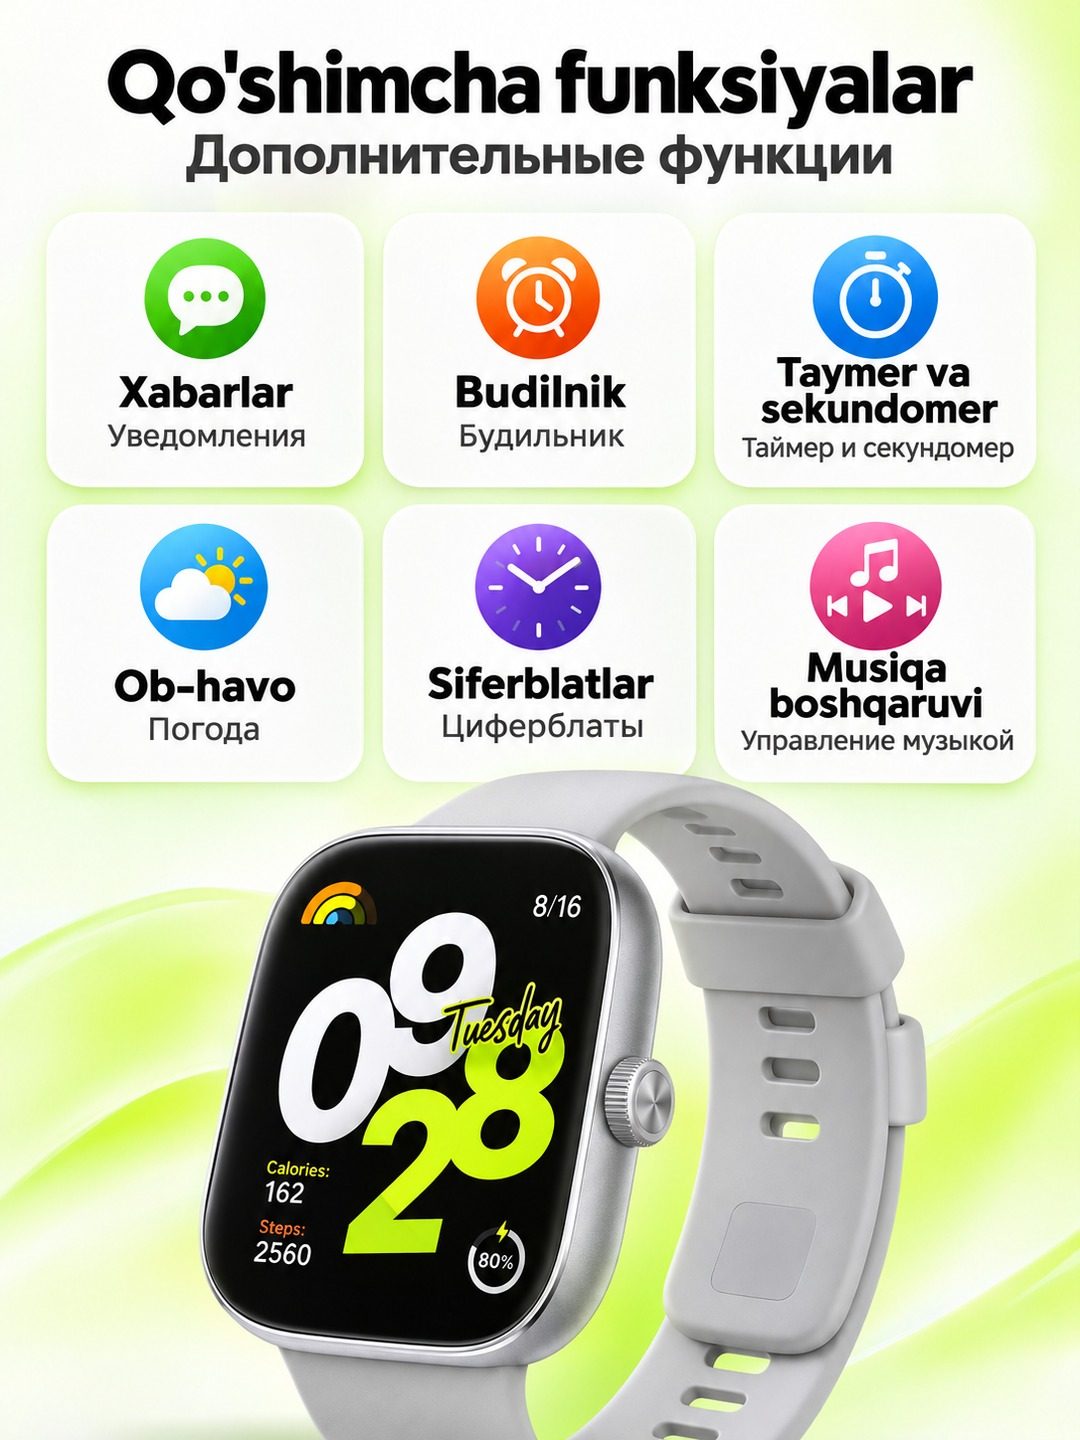 Qo'shimcha funksiyalar
Дополнительные функции
Xabarlar
Уведомления
Budilnik
Будильник
Taymer va
sekundomer
Таймер и секундомер
Ob-havo
Погода
Siferblatlar
Циферблаты
Musiqa
boshqaruvi
Управление музыкой
8/16
09
Tuesday
28
Calories:
162
Steps:
2560
80%